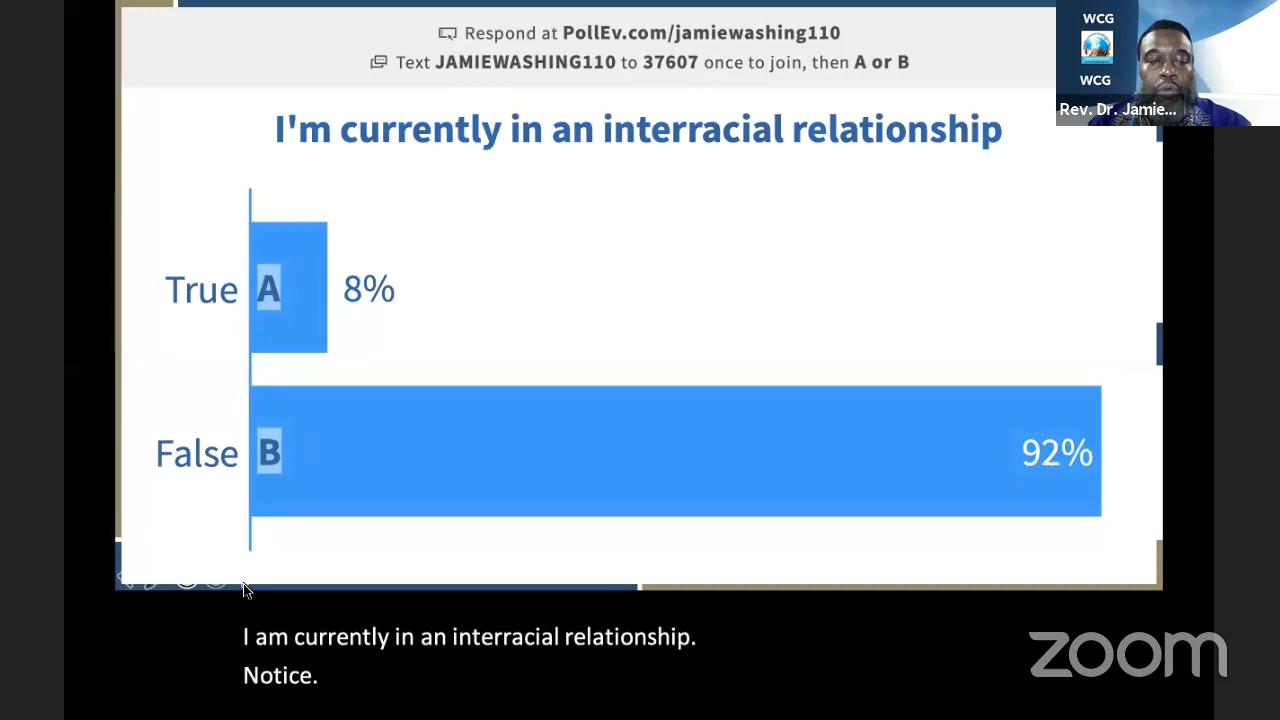 Respond at PollEv.com/jamiewashing110
Text JAMIEWASHING110 to 37607 once to join, then A or B
WCG
WCG
Rev. Dr. Jamie...
I'm currently in an interracial relationship
True A 8%
False B 92%
I am currently in an interracial relationship.
Notice.
zoom